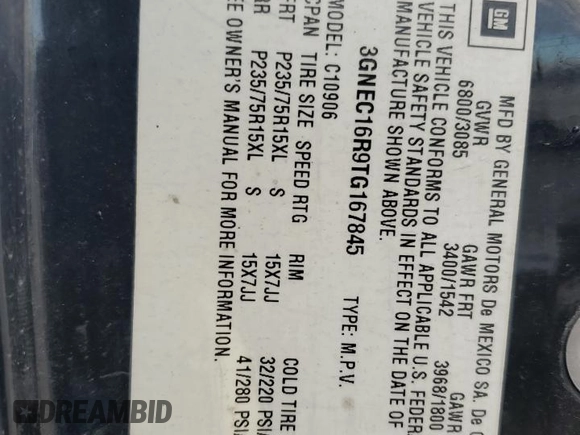 GM
MFD BY GENERAL MOTORS De MEXICO SA. De
GVWR GAWR FRT GAWR
6800/3085 3400/1542 3968/1800
THIS VEHICLE CONFORMS TO ALL APPLICABLE U.S. FEDER
VEHICLE SAFETY STANDARDS IN EFFECT ON THE DATE OF
MANUFACTURE SHOWN ABOVE.
3GNEC16R9TG167845 TYPE: M.P.V.
MODEL: C10906
CPAN TIRE SIZE SPEED RTG RIM COLD TIRE
FRT P235/75R15XL S 15X7JJ 32/220 PSI
RR P235/75R15XL S 15X7JJ 41/280 PSI
EE OWNER'S MANUAL FOR MORE INFORMATION.
DREAMBID